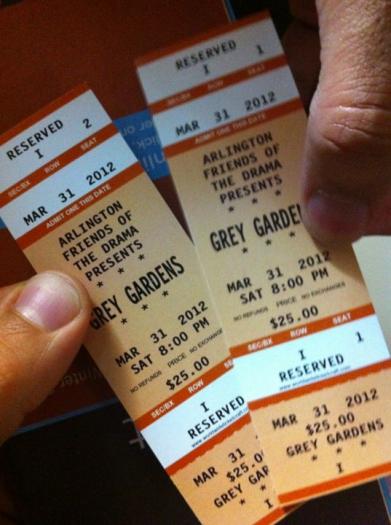 RESERVED
I 2
SEC/BX ROW SEAT
MAR 31 2012
ADMIT ONE THIS DATE
ARLINGTON
FRIENDS OF
THE DRAMA
PRESENTS
* * *
GREY GARDENS
* * *
MAR 31 2012
SAT 8:00 PM
NO REFUNDS PRICE NO EXCHANGES
$25.00
SEC/BX ROW
I
RESERVED
MAR 31
$25.0
GREY GAR
* *
I
RESERVED
I 1
SEC/BX ROW SEAT
MAR 31 2012
ADMIT ONE THIS DATE
ARLINGTON
FRIENDS OF
THE DRAMA
PRESENTS
* * *
GREY GARDEN
* * *
MAR 31 2012
SAT 8:00 PM
NO REFUNDS PRICE NO EXCHANGES
$25.00
SEC/BX ROW SEAT
I 1
RESERVED
MAR 31 2012
$25.00
GREY GARDENS
* * *
I